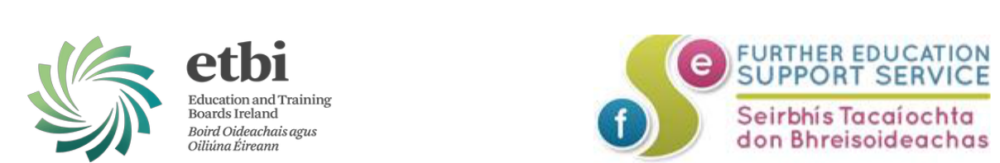 etbi
Education and Training
Boards Ireland
Boird Oideachais agus
Oiliúna Éireann
f
e
FURTHER EDUCATION
SUPPORT SERVICE
Seirbhís Tacaíochta
don Bhreisoideachas